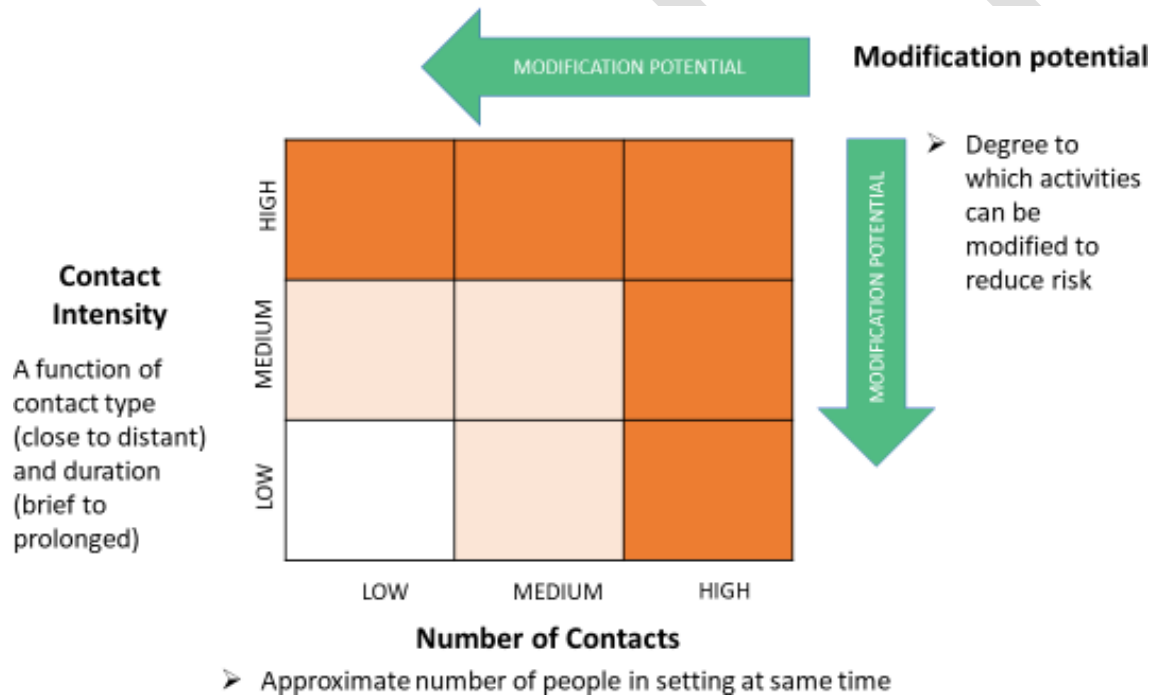 MODIFICATION POTENTIAL
Modification potential
➢ Degree to
which activities
can be
modified to
reduce risk
MODIFICATION POTENTIAL
HIGH
MEDIUM
LOW
Contact
Intensity
A function of
contact type
(close to distant)
and duration
(brief to
prolonged)
LOW MEDIUM HIGH
Number of Contacts
➢ Approximate number of people in setting at same time